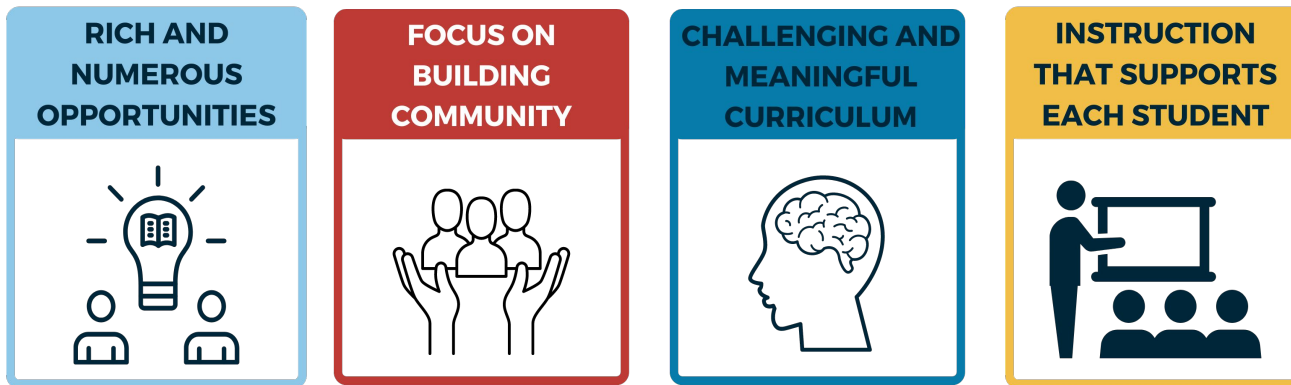 RICH AND
NUMEROUS
OPPORTUNITIES
FOCUS ON
BUILDING
COMMUNITY
CHALLENGING AND
MEANINGFUL
CURRICULUM
INSTRUCTION
THAT SUPPORTS
EACH STUDENT